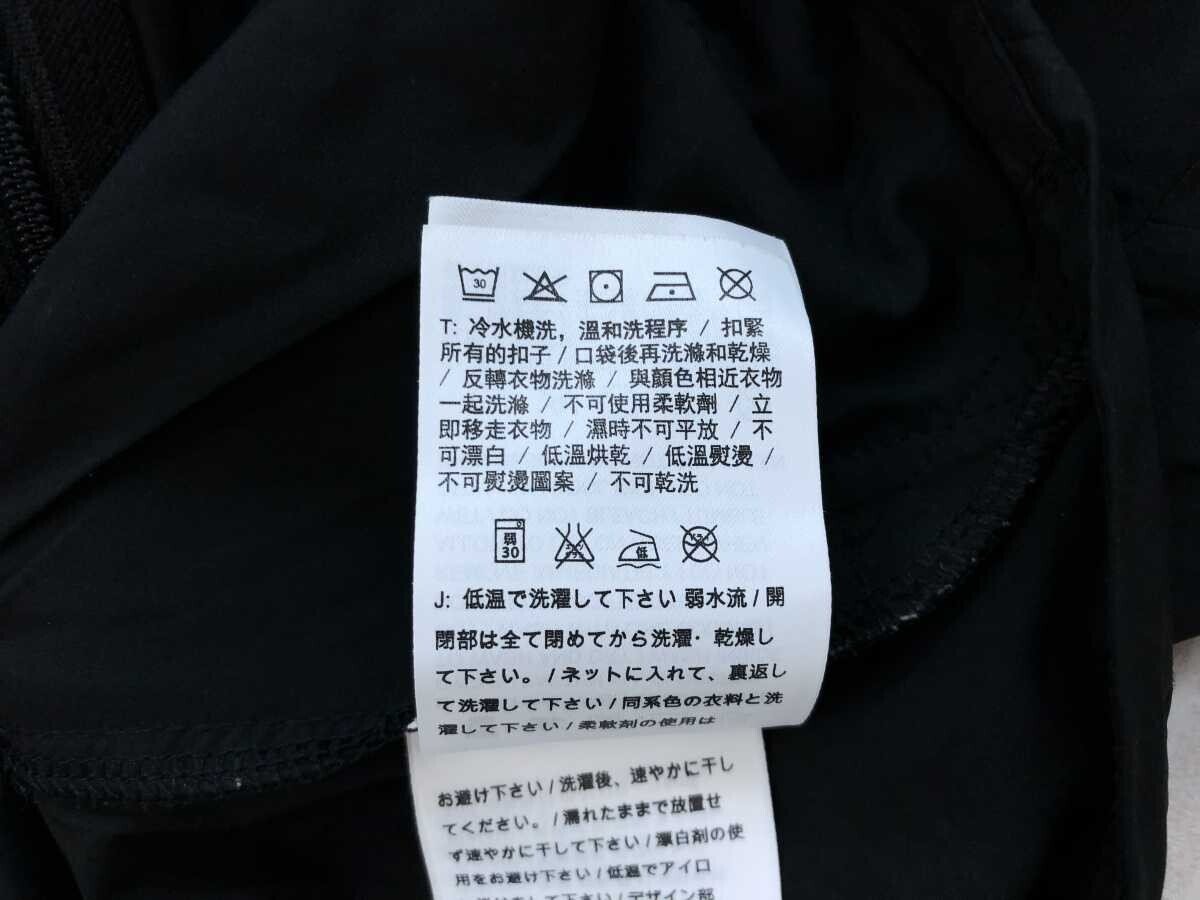 30
T: 冷水機洗，溫和洗程序 / 扣緊
所有的扣子 / 口袋後再洗滌和乾燥
/ 反轉衣物洗滌 / 與顏色相近衣物
一起洗滌 / 不可使用柔軟劑 / 立
即移走衣物 / 濕時不可平放 / 不
可漂白 / 低溫烘乾 / 低溫熨燙 /
不可熨燙圖案 / 不可乾洗
弱
30
低
J: 低温で洗濯して下さい 弱水流 / 開
閉部は全て閉めてから洗濯・乾燥し
て下さい。/ ネットに入れて、裏返し
て洗濯して下さい / 同系色の衣料と洗
濯して下さい / 柔軟剤の使用は
お避け下さい / 洗濯後、速やかに干し
てください。/ 濡れたままで放置せ
ず速やかに干して下さい / 漂白剤の使
用をお避け下さい / 低温でアイロ
して下さい / デザイン部